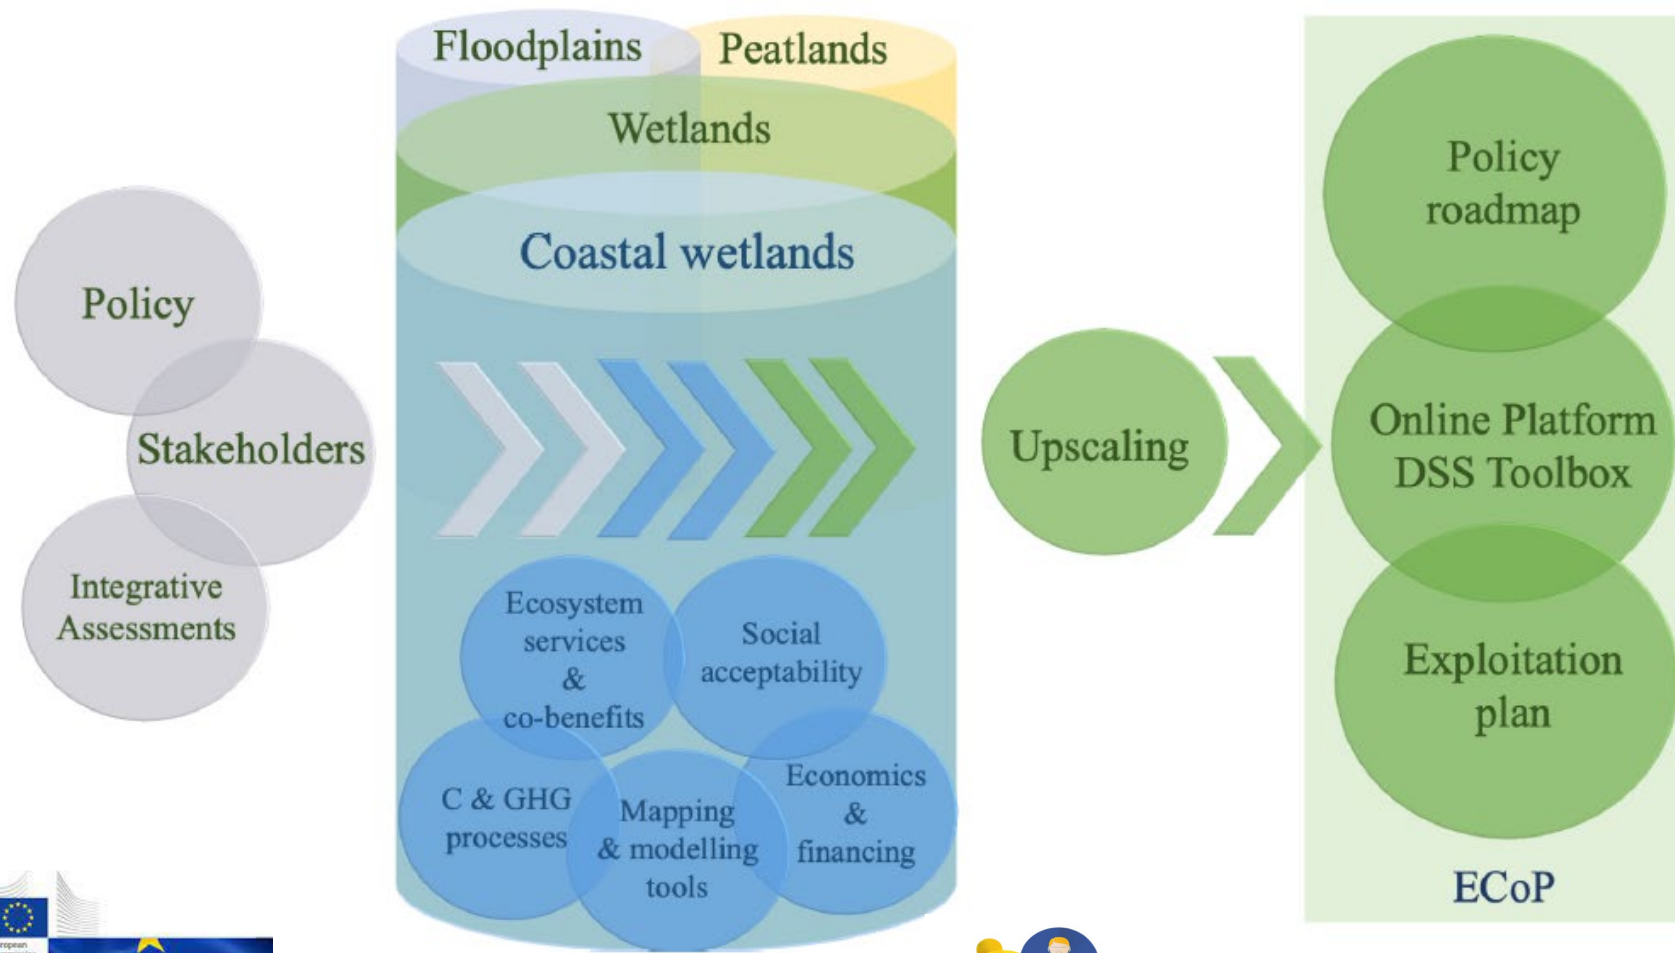 Floodplains
Peatlands
Wetlands
Coastal wetlands
Policy
Stakeholders
Integrative
Assessments
Ecosystem
services
&
co-benefits
Social
acceptability
C & GHG
processes
Mapping
& modelling
tools
Economics
&
financing
Upscaling
Policy
roadmap
Online Platform
DSS Toolbox
Exploitation
plan
ECoP